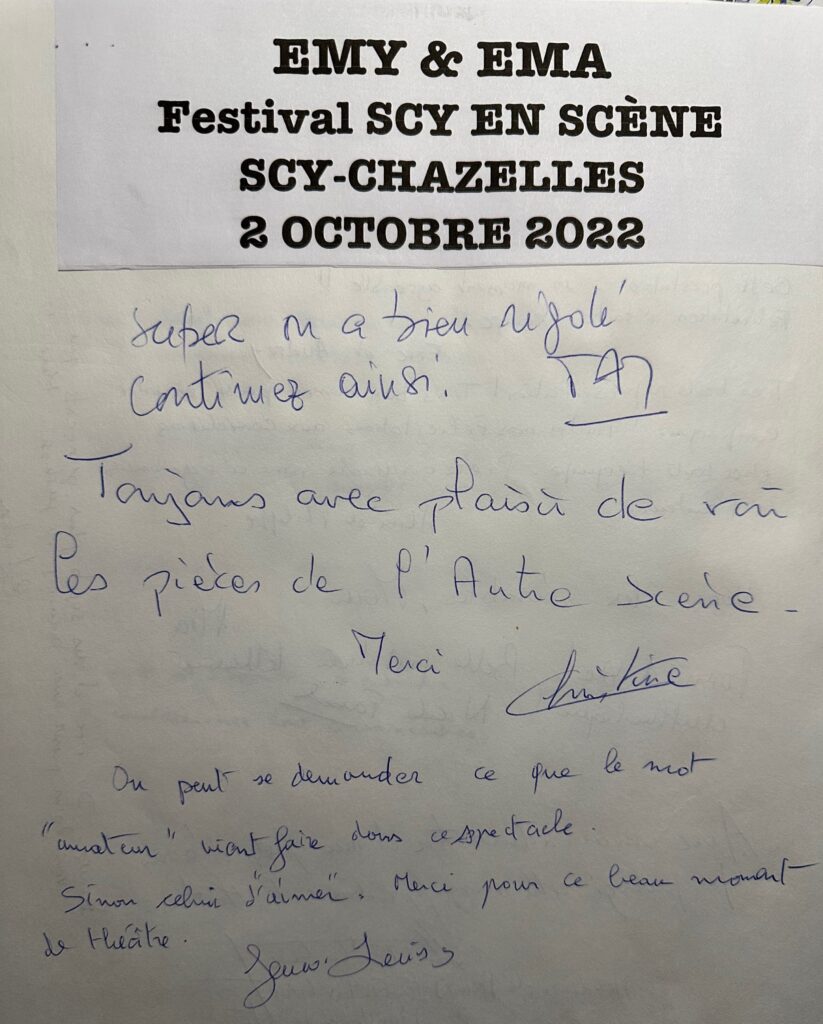 EMY & EMA
Festival SCY EN SCÈNE
SCY-CHAZELLES
2 OCTOBRE 2022
super on a bien rigolé
Continuez ainsi.
Toujours avec plaisir de voir
les pièces de l'Autre Scène -
Merci Christine
On peut se demander ce que le mot
"amateur" vient faire dans ce spectacle.
Sinon celui d'"aimer". Merci pour ce beau moment
de théâtre.